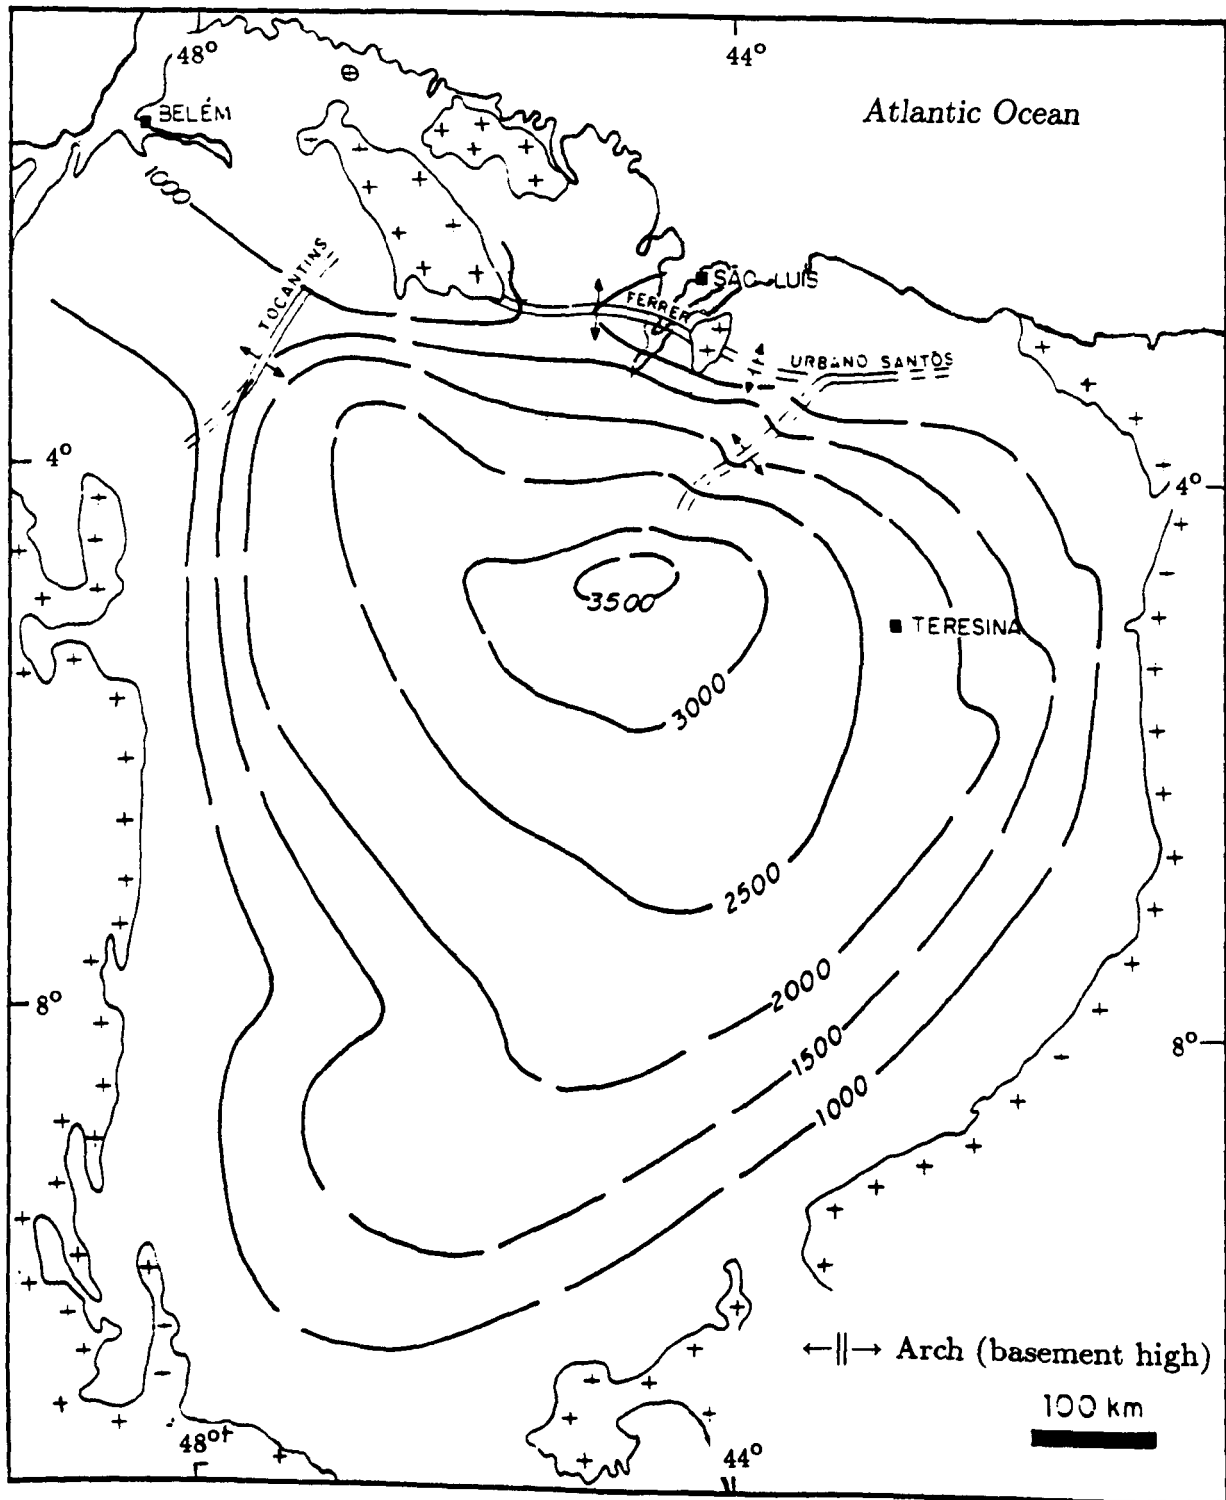 48°
44°
Atlantic Ocean
BELÉM
1000
TOCANTINS
SÃO LUÍS
FERRER
URBANO SANTOS
4°
4°
3500
TERESINA
3000
2500
2000
8°
1500
8°
1000
←||→ Arch (basement high)
100 km
48°
44°